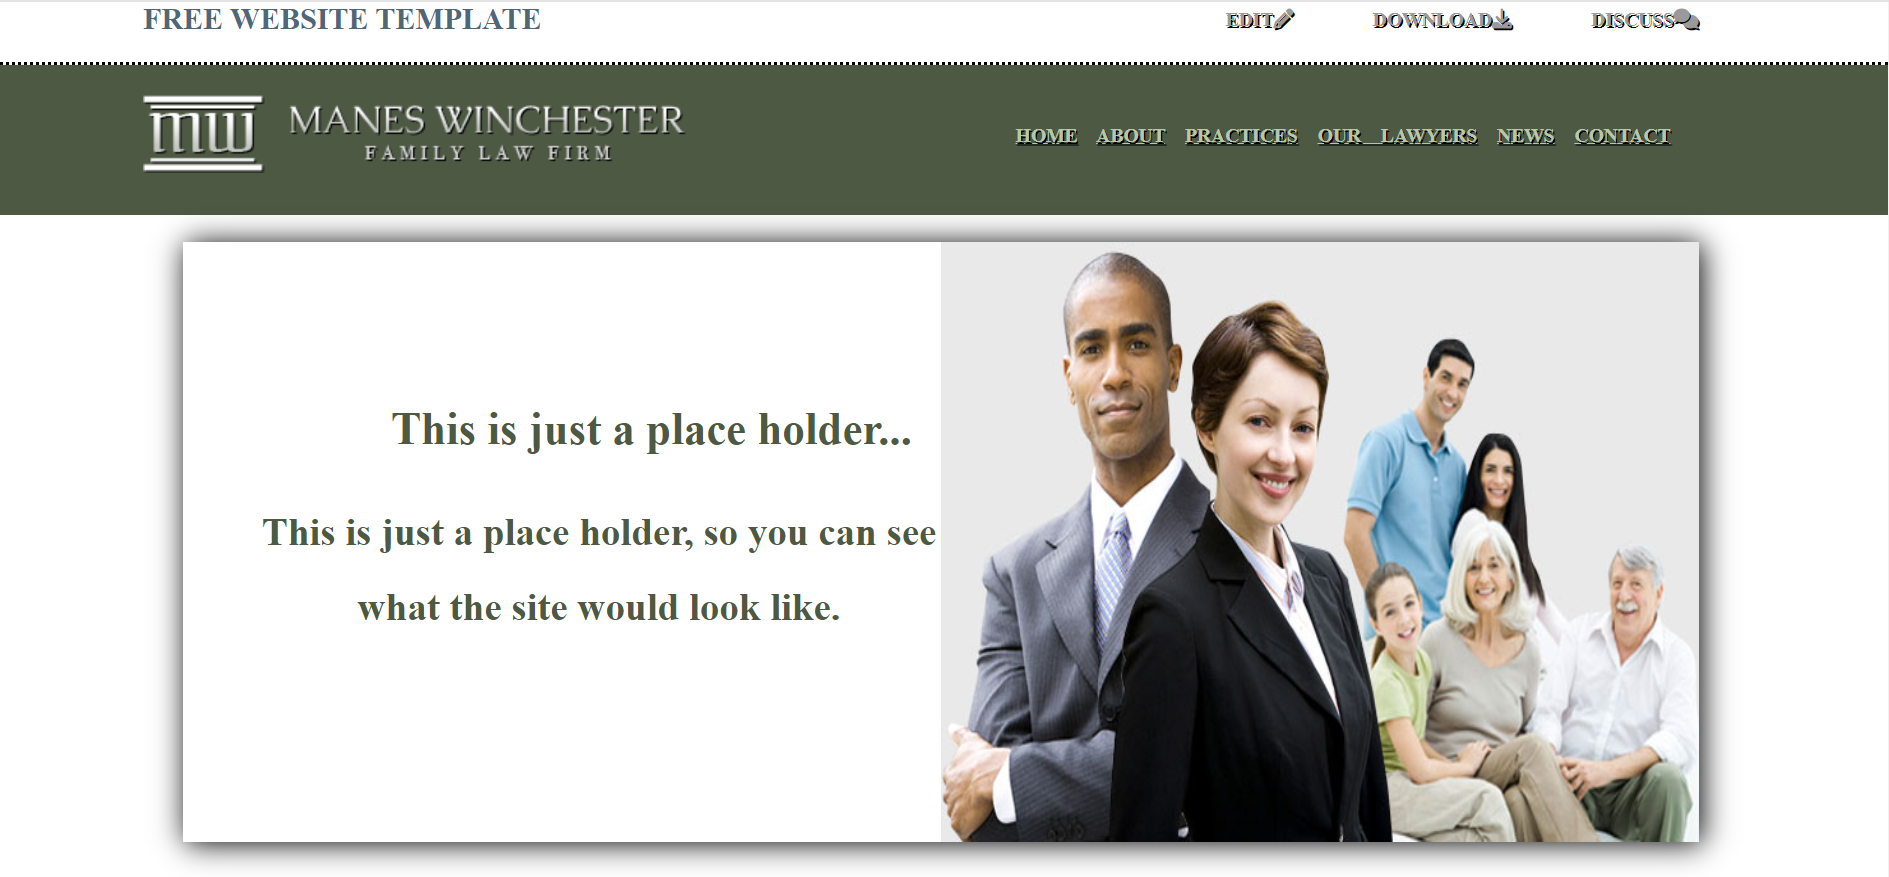 FREE WEBSITE TEMPLATE
EDIT DOWNLOAD DISCUSS
mw
MANES WINCHESTER
FAMILY LAW FIRM
HOME ABOUT PRACTICES OUR LAWYERS NEWS CONTACT
This is just a place holder...
This is just a place holder, so you can see
what the site would look like.